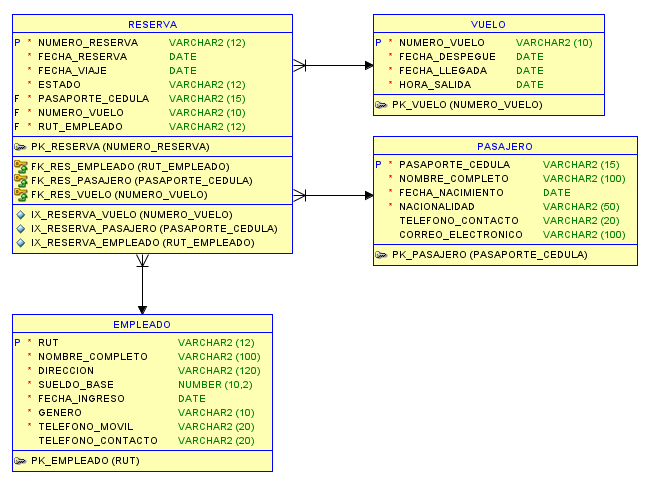 RESERVA
P * NUMERO_RESERVA VARCHAR2 (12)
* FECHA_RESERVA DATE
* FECHA_VIAJE DATE
* ESTADO VARCHAR2 (12)
F * PASAPORTE_CEDULA VARCHAR2 (15)
F * NUMERO_VUELO VARCHAR2 (10)
F * RUT_EMPLEADO VARCHAR2 (12)
PK_RESERVA (NUMERO_RESERVA)
FK_RES_EMPLEADO (RUT_EMPLEADO)
FK_RES_PASAJERO (PASAPORTE_CEDULA)
FK_RES_VUELO (NUMERO_VUELO)
IX_RESERVA_VUELO (NUMERO_VUELO)
IX_RESERVA_PASAJERO (PASAPORTE_CEDULA)
IX_RESERVA_EMPLEADO (RUT_EMPLEADO)
VUELO
P * NUMERO_VUELO VARCHAR2 (10)
* FECHA_DESPEGUE DATE
* FECHA_LLEGADA DATE
* HORA_SALIDA DATE
PK_VUELO (NUMERO_VUELO)
PASAJERO
P * PASAPORTE_CEDULA VARCHAR2 (15)
* NOMBRE_COMPLETO VARCHAR2 (100)
* FECHA_NACIMIENTO DATE
* NACIONALIDAD VARCHAR2 (50)
TELEFONO_CONTACTO VARCHAR2 (20)
CORREO_ELECTRONICO VARCHAR2 (100)
PK_PASAJERO (PASAPORTE_CEDULA)
EMPLEADO
P * RUT VARCHAR2 (12)
* NOMBRE_COMPLETO VARCHAR2 (100)
* DIRECCION VARCHAR2 (120)
* SUELDO_BASE NUMBER (10,2)
* FECHA_INGRESO DATE
* GENERO VARCHAR2 (10)
* TELEFONO_MOVIL VARCHAR2 (20)
TELEFONO_CONTACTO VARCHAR2 (20)
PK_EMPLEADO (RUT)